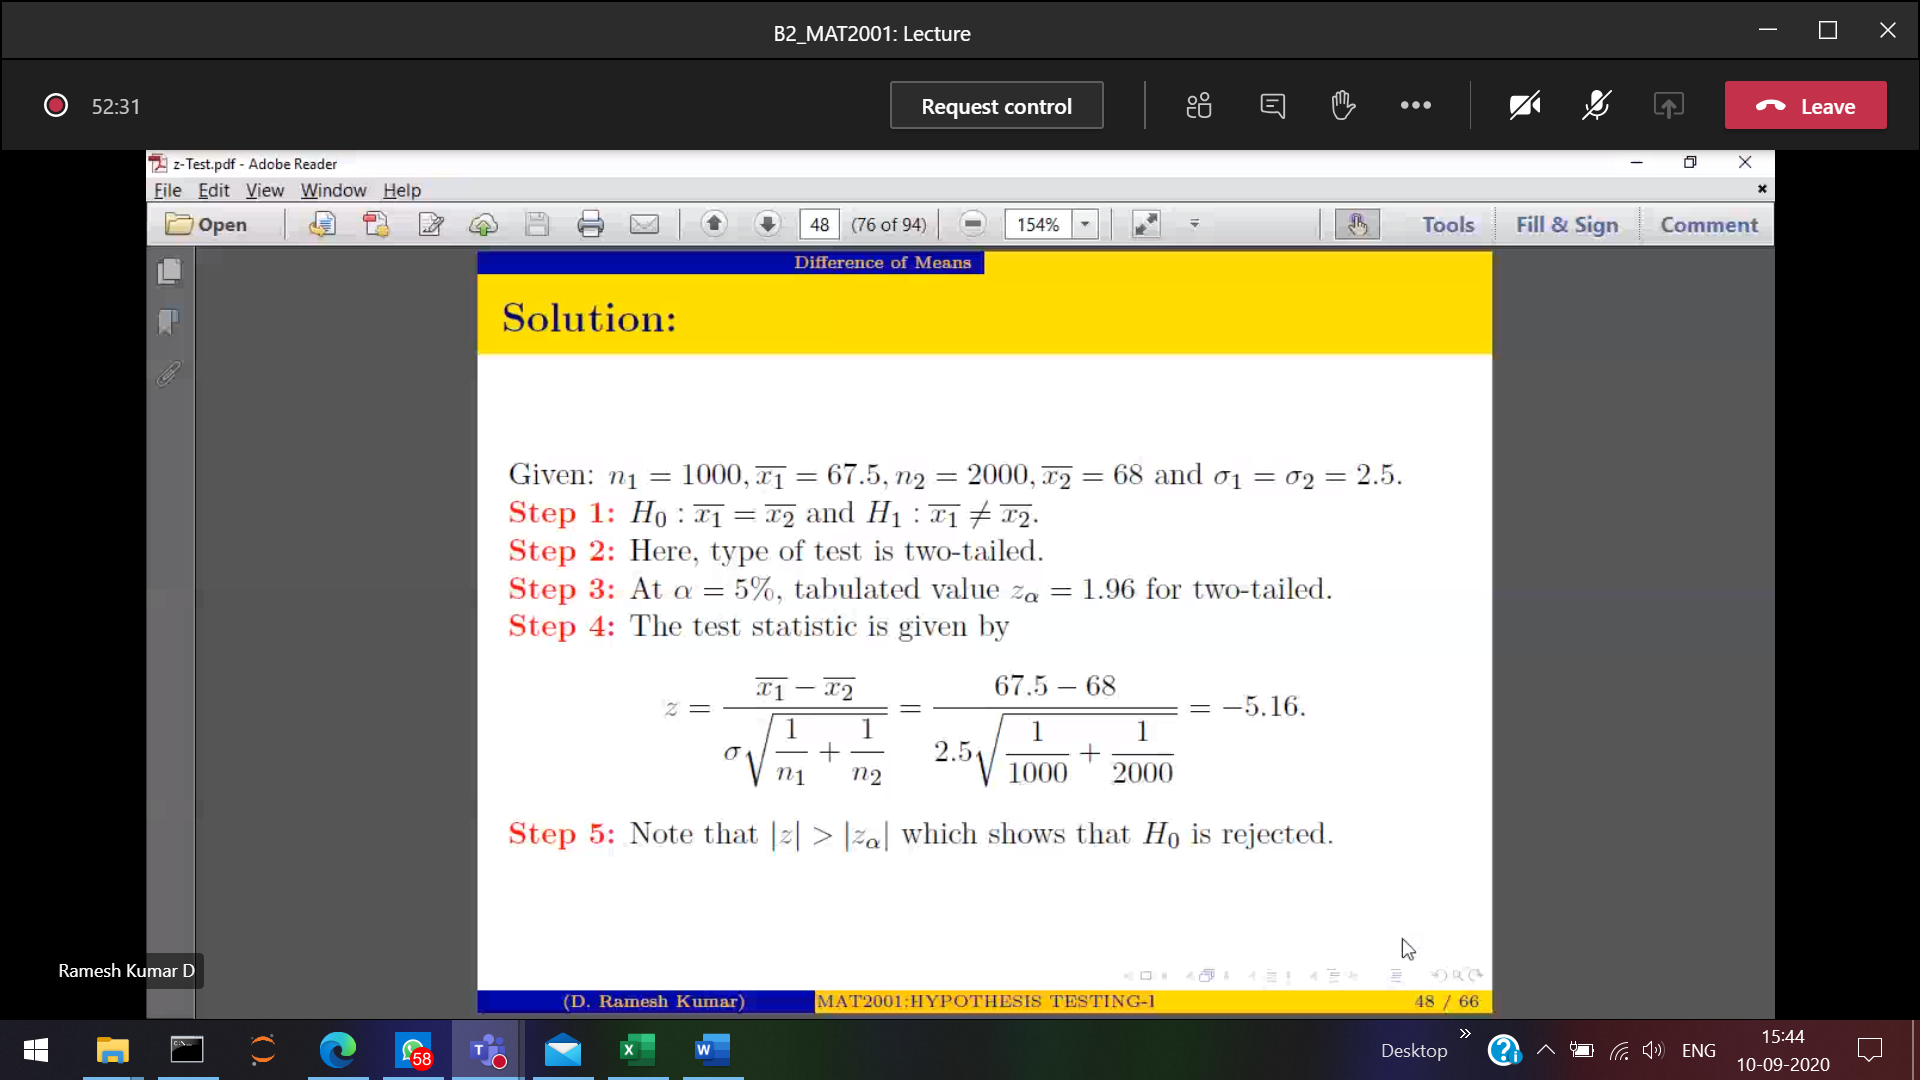 B2_MAT2001: Lecture
52:31
Request control
Leave
z-Test.pdf - Adobe Reader
File Edit View Window Help
Open 48 (76 of 94) 154% Tools Fill & Sign Comment
Difference of Means
Solution:
Given: n₁ = 1000, x̅₁ = 67.5, n₂ = 2000, x̅₂ = 68 and σ₁ = σ₂ = 2.5.
Step 1: H₀ : x̅₁ = x̅₂ and H₁ : x̅₁ ≠ x̅₂.
Step 2: Here, type of test is two-tailed.
Step 3: At α = 5%, tabulated value zα = 1.96 for two-tailed.
Step 4: The test statistic is given by
z = (x̅₁ − x̅₂) / (σ√(1/n₁ + 1/n₂)) = (67.5 − 68) / (2.5√(1/1000 + 1/2000)) = −5.16.
Step 5: Note that |z| > |zα| which shows that H₀ is rejected.
Ramesh Kumar D
(D. Ramesh Kumar) MAT2001:HYPOTHESIS TESTING-I 48 / 66
58
Desktop
ENG
15:44
10-09-2020